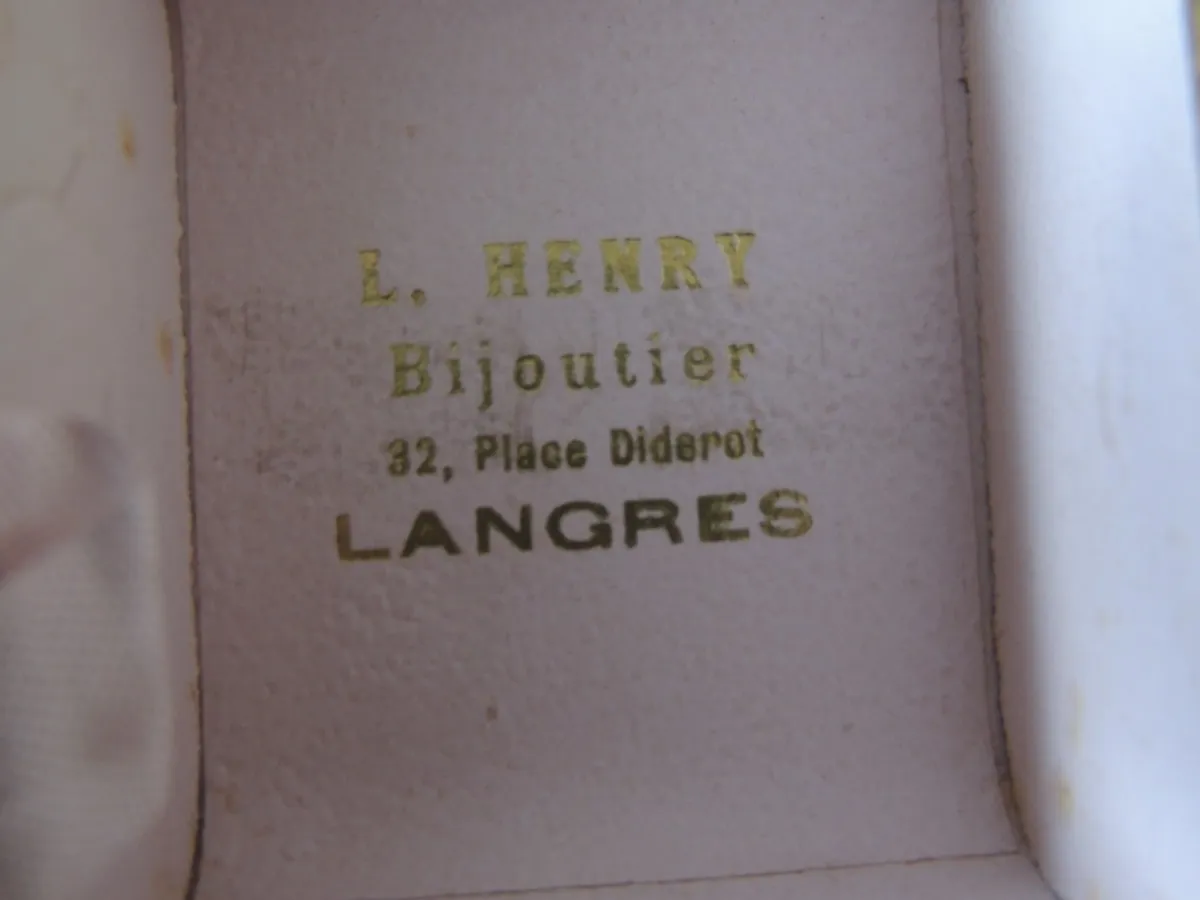 L. HENRY
Bijoutier
32, Place Diderot
LANGRES